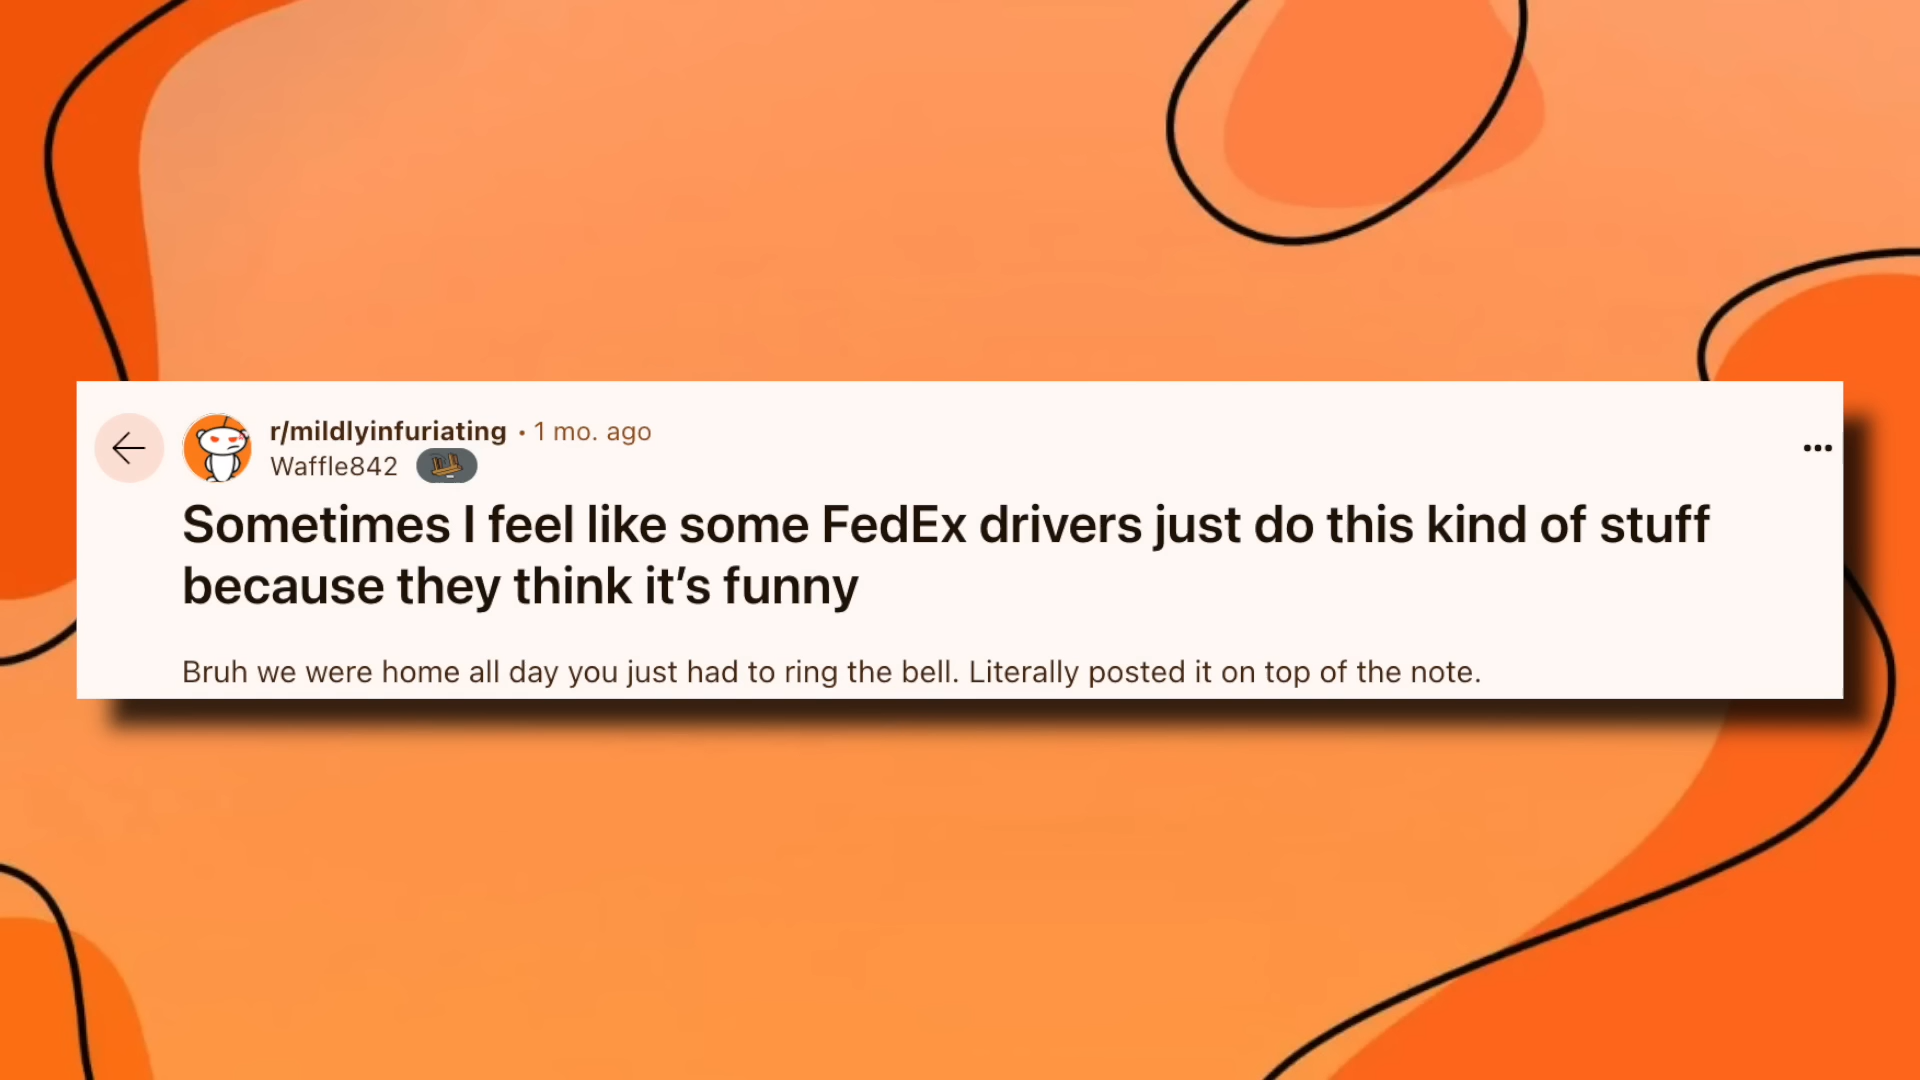 r/mildlyinfuriating • 1 mo. ago
Waffle842
Sometimes I feel like some FedEx drivers just do this kind of stuff
because they think it’s funny
Bruh we were home all day you just had to ring the bell. Literally posted it on top of the note.